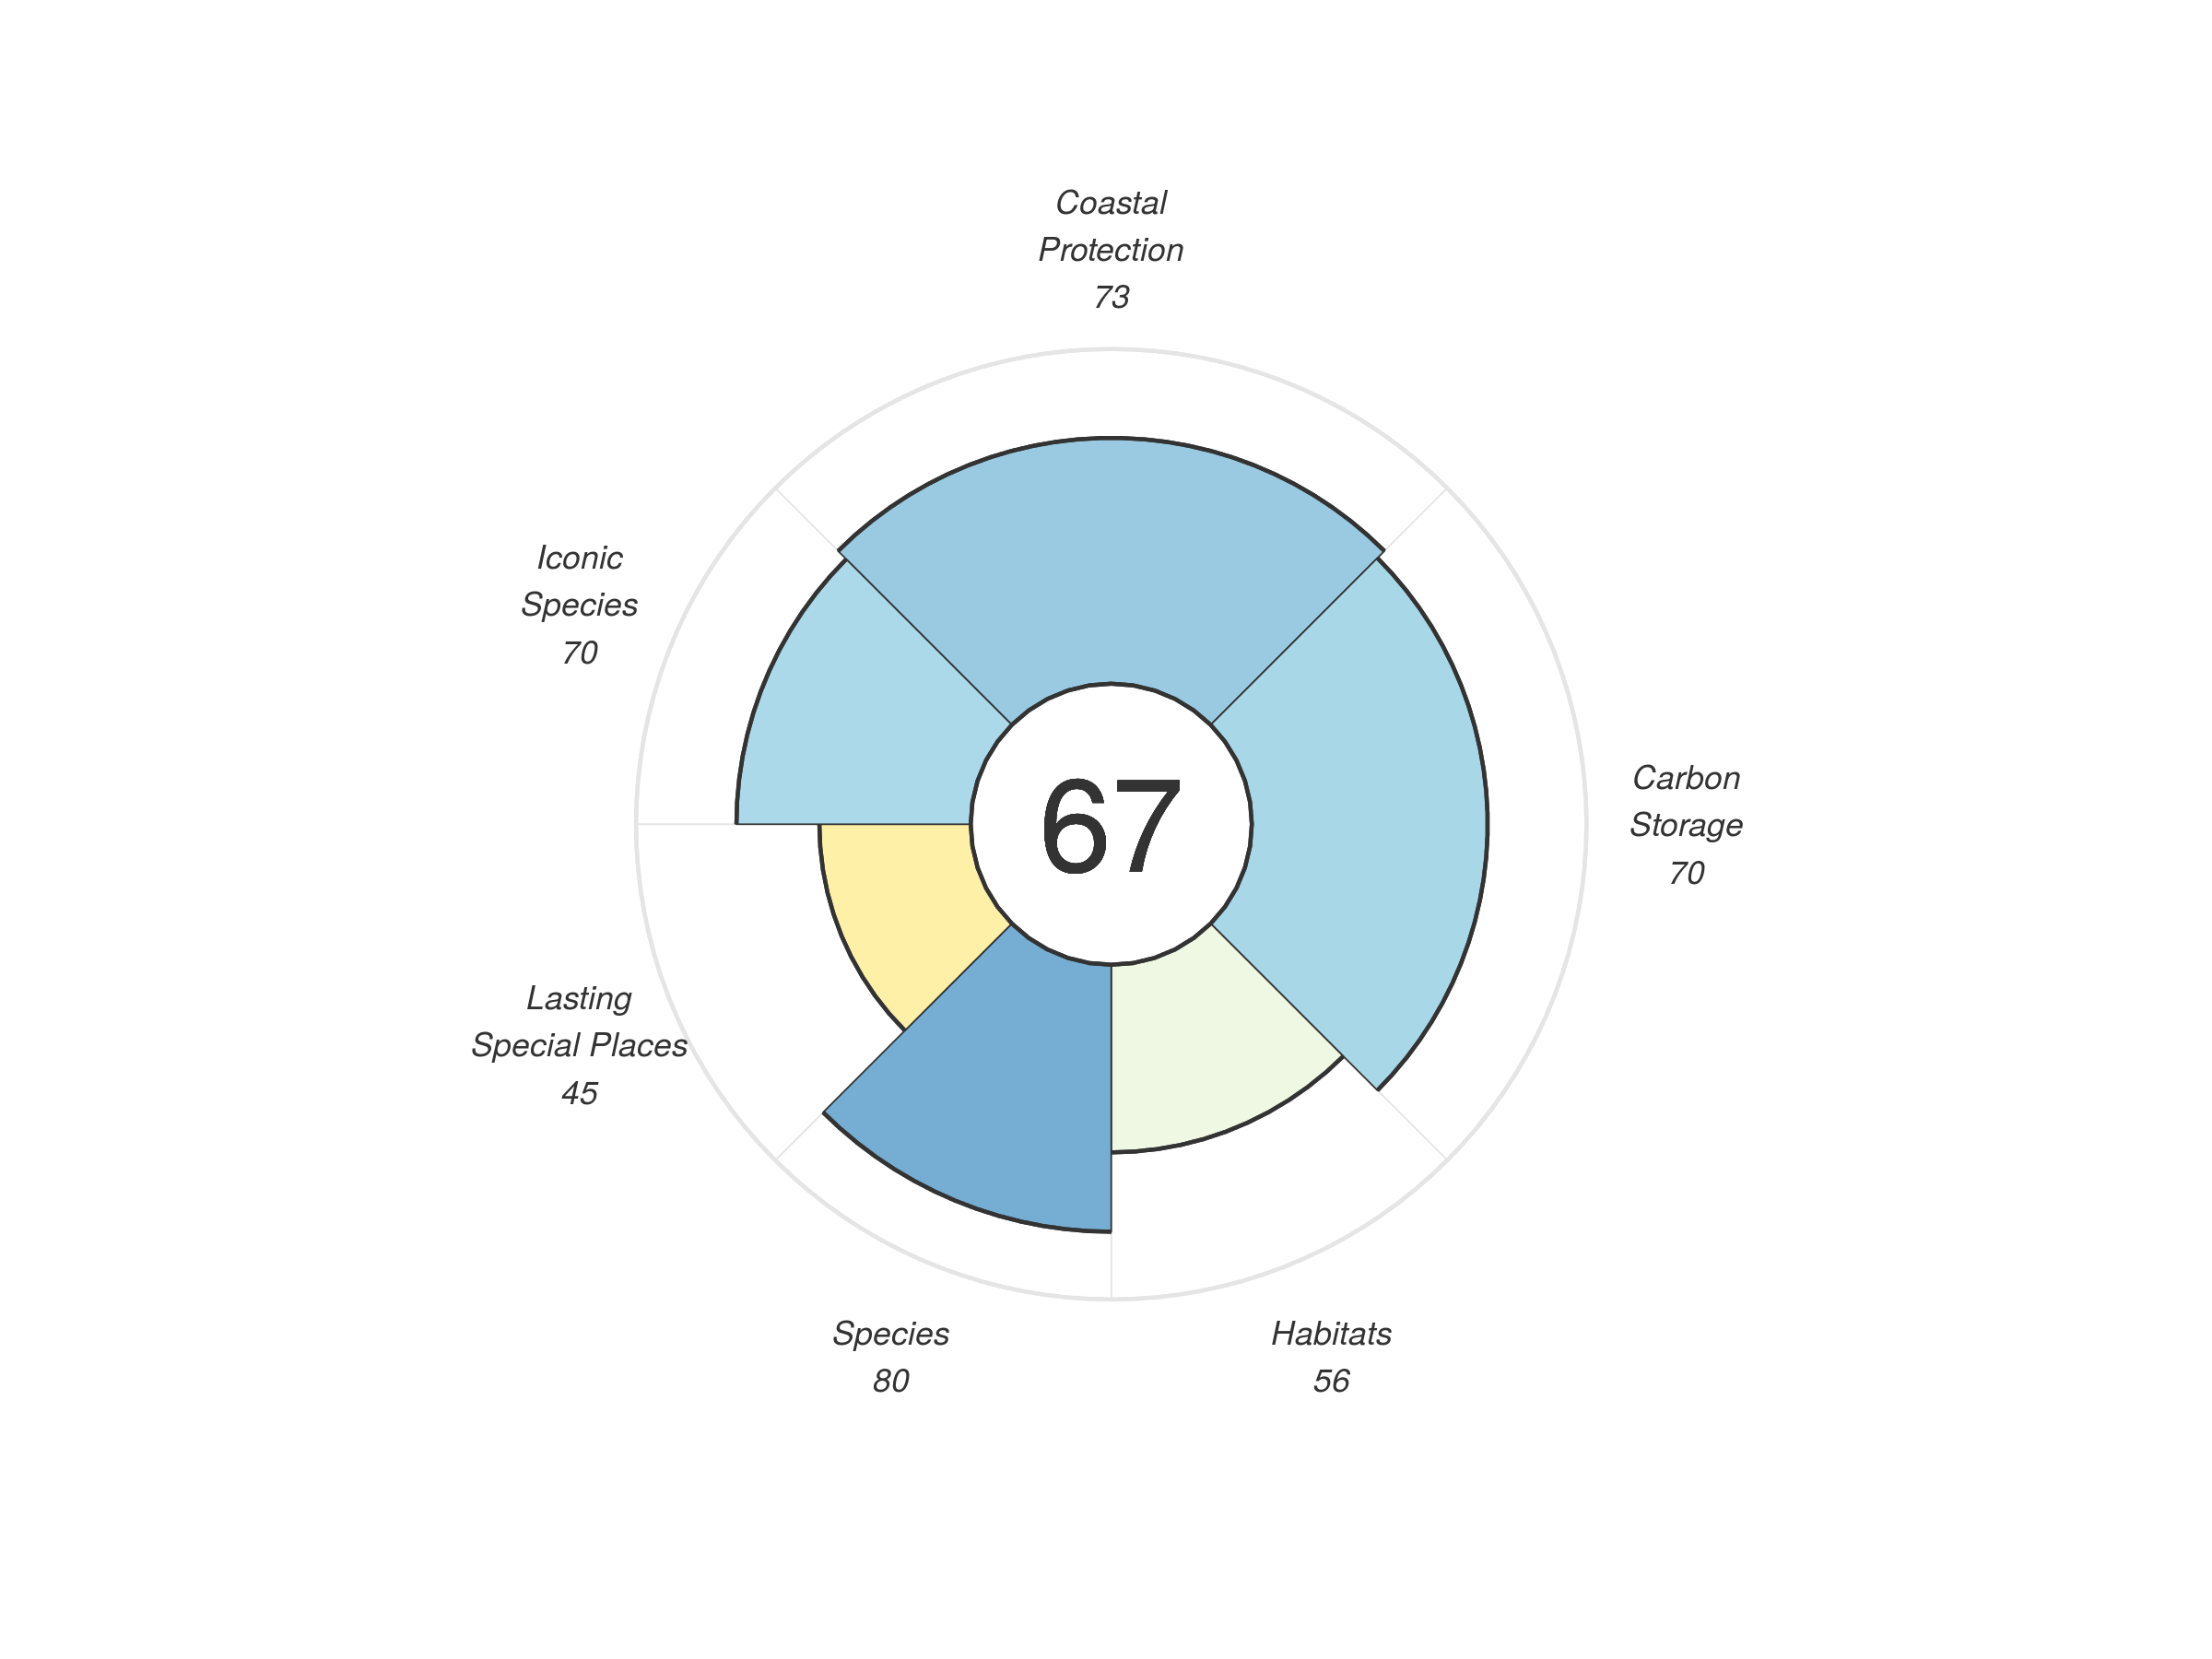 Coastal
Protection
73
Iconic
Species
70
67
Carbon
Storage
70
Lasting
Special Places
45
Species
80
Habitats
56